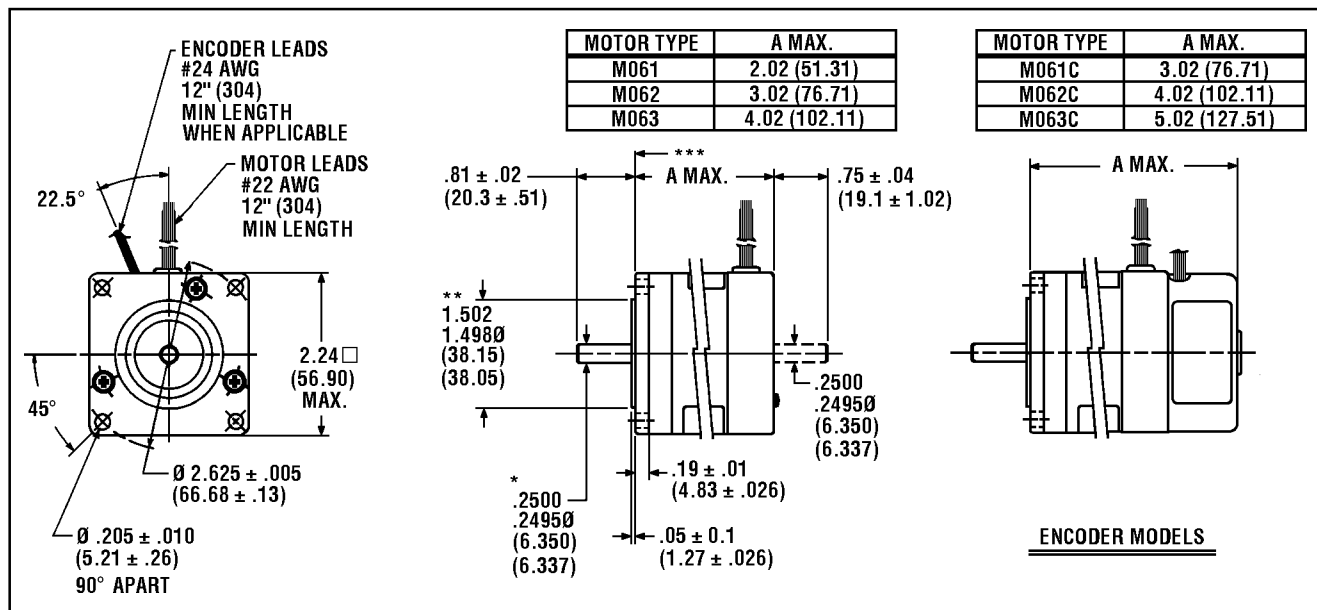 ENCODER LEADS
#24 AWG
12" (304)
MIN LENGTH
WHEN APPLICABLE
MOTOR LEADS
#22 AWG
12" (304)
MIN LENGTH
22.5°
45°
2.24 □
(56.90)
MAX.
Ø 2.625 ± .005
(66.68 ± .13)
Ø .205 ± .010
(5.21 ± .26)
90° APART
MOTOR TYPE A MAX.
M061 2.02 (51.31)
M062 3.02 (76.71)
M063 4.02 (102.11)
***
.81 ± .02
(20.3 ± .51)
A MAX.
.75 ± .04
(19.1 ± 1.02)
**
1.502
1.498Ø
(38.15)
(38.05)
.2500
.2495Ø
(6.350)
(6.337)
.19 ± .01
(4.83 ± .026)
*
.2500
.2495Ø
(6.350)
(6.337)
.05 ± 0.1
(1.27 ± .026)
MOTOR TYPE A MAX.
M061C 3.02 (76.71)
M062C 4.02 (102.11)
M063C 5.02 (127.51)
A MAX.
ENCODER MODELS